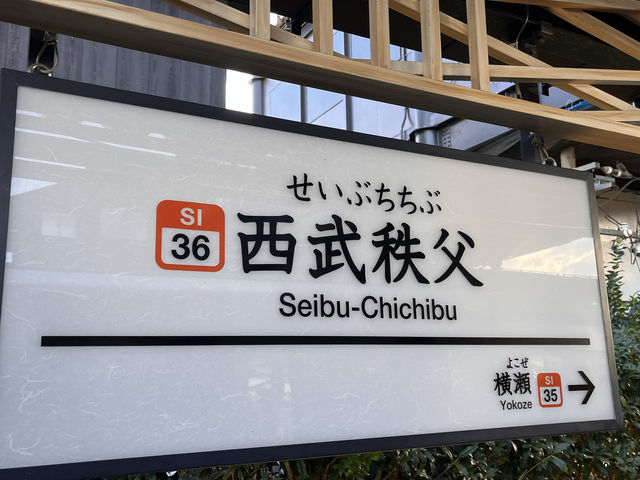 せいぶちちぶ
SI
36
西武秩父
Seibu-Chichibu
よこぜ
横瀬
SI
35
Yokoze
→